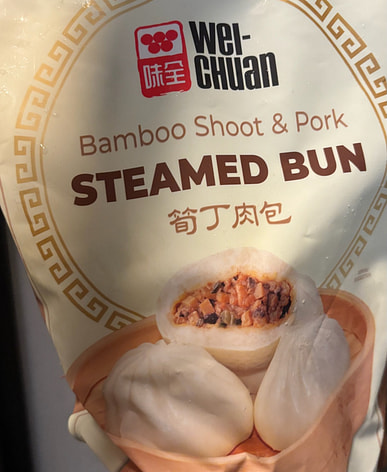 味全
WEI-
CHUAN
Bamboo Shoot & Pork
STEAMED BUN
筍丁肉包